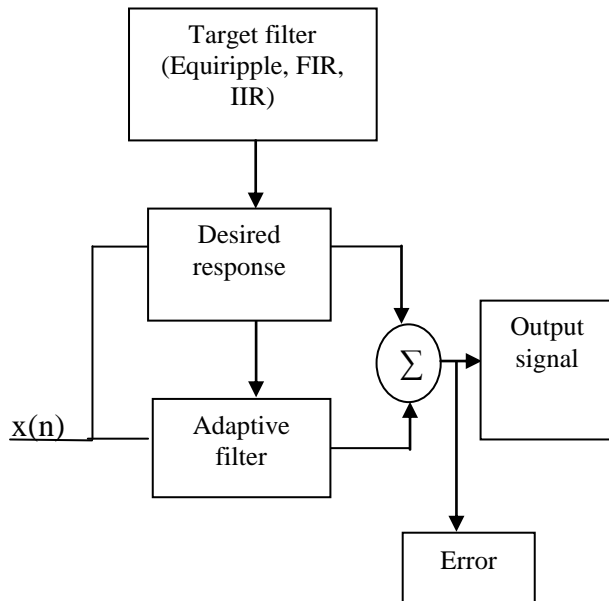 Target filter
(Equiripple, FIR,
IIR)
Desired
response
Output
signal
∑
x(n)
Adaptive
filter
Error